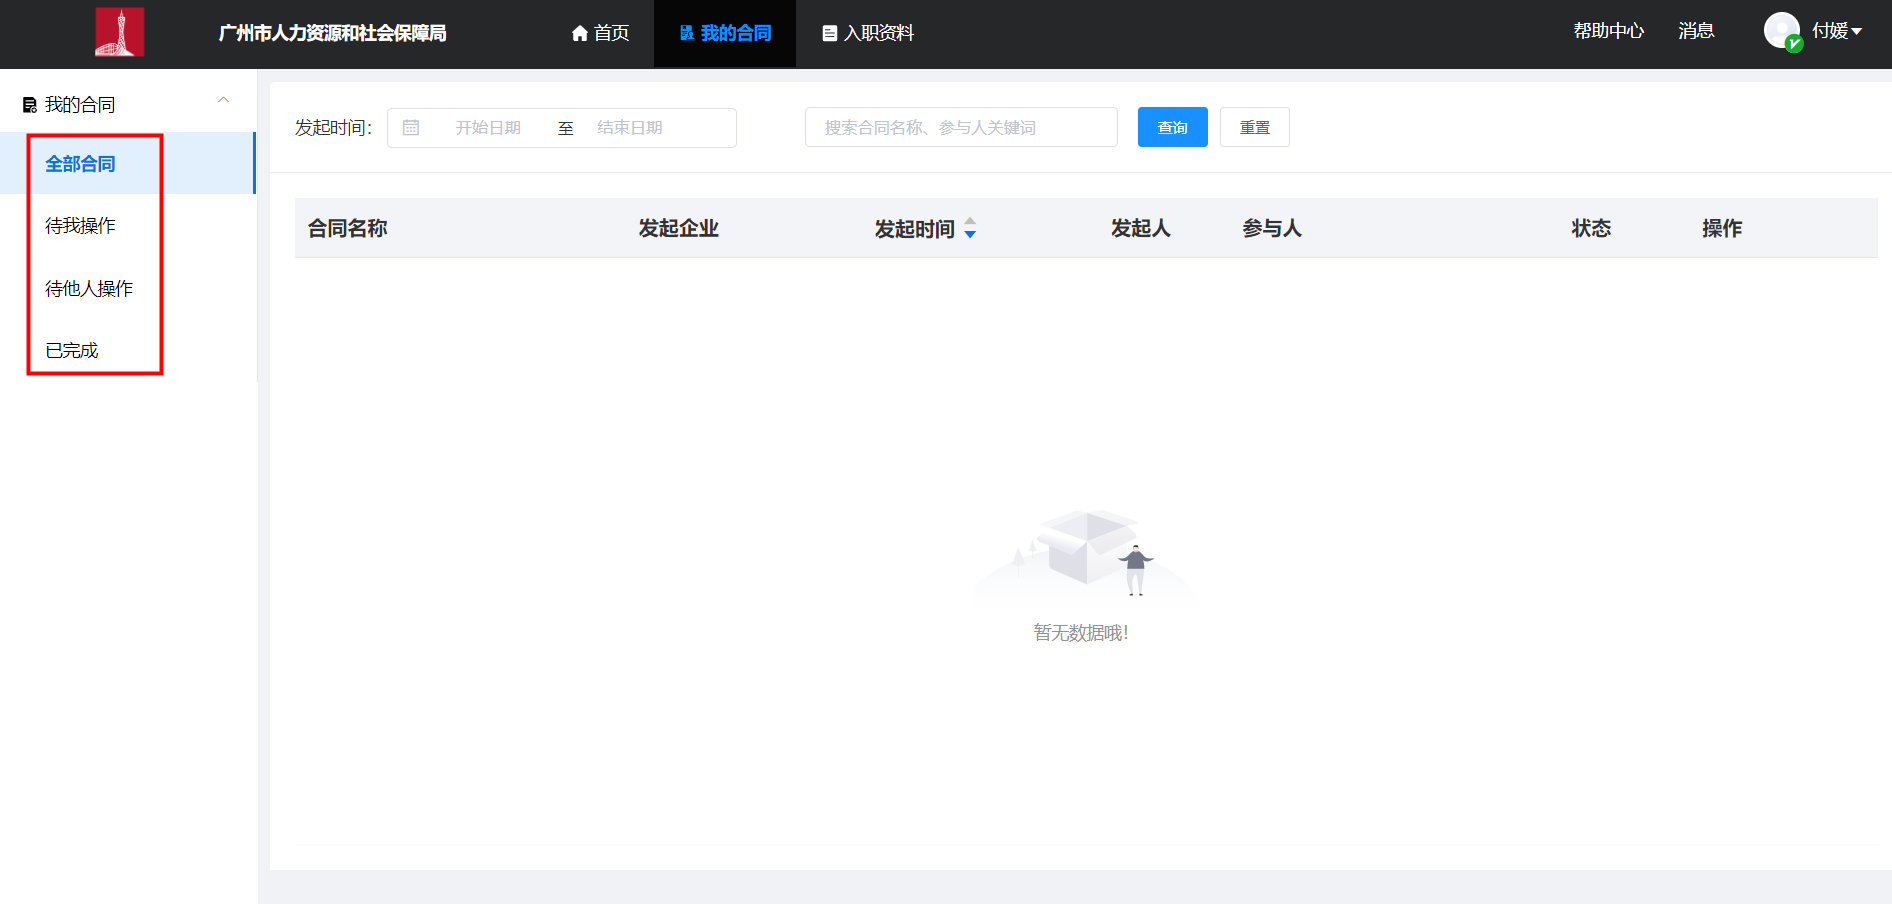 广州市人力资源和社会保障局
首页
我的合同
入职资料
帮助中心
消息
付媛
我的合同
全部合同
待我操作
待他人操作
已完成
发起时间：
开始日期 至 结束日期
搜索合同名称、参与人关键词
查询
重置
合同名称 发起企业 发起时间 发起人 参与人 状态 操作
暂无数据哦！